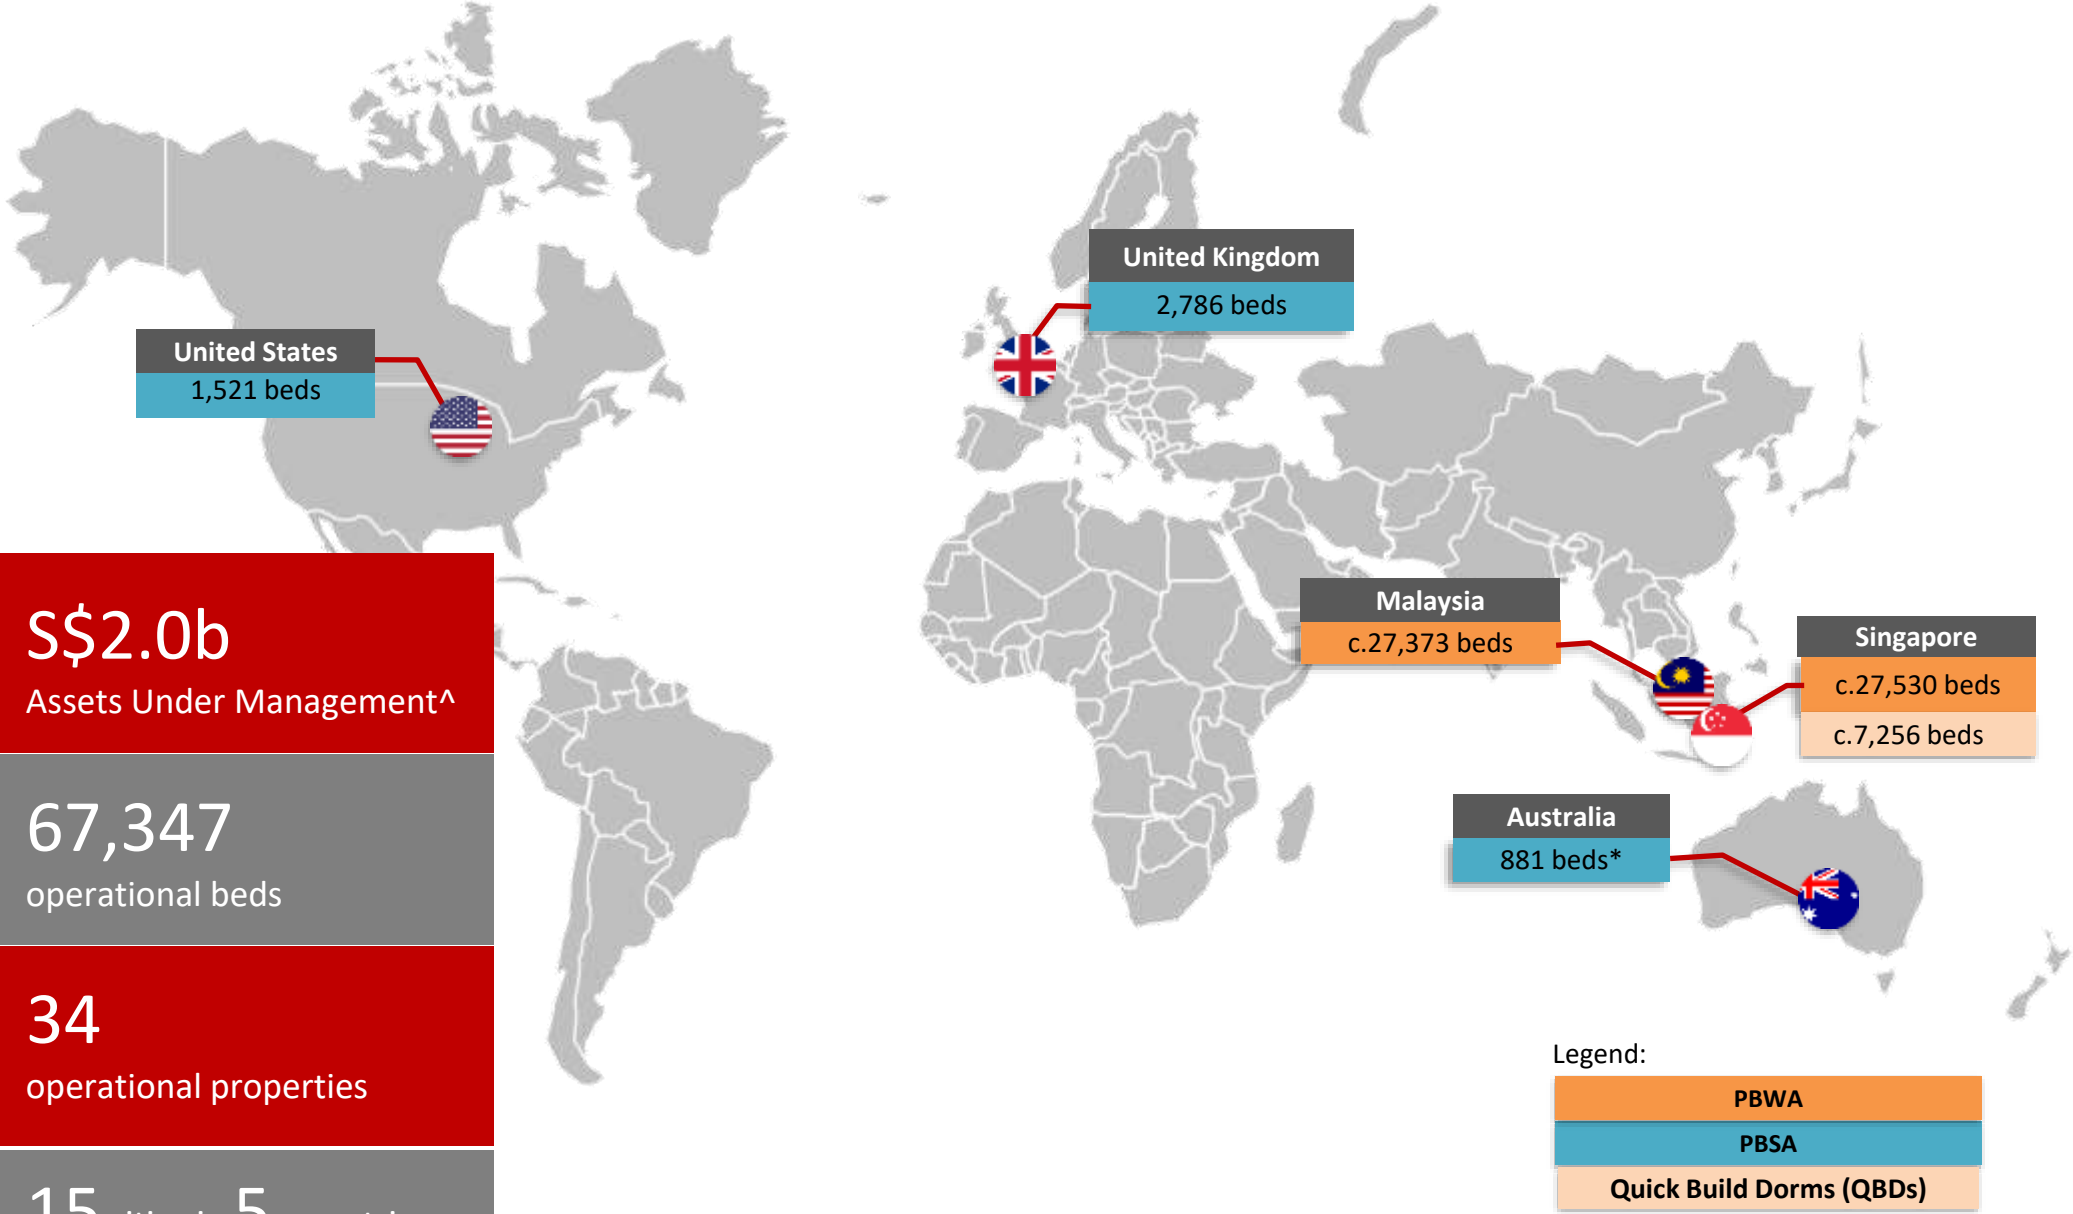 United Kingdom
2,786 beds
United States
1,521 beds
S$2.0b
Assets Under Management^
67,347
operational beds
34
operational properties
15 5
Malaysia
c.27,373 beds
Singapore
c.27,530 beds
c.7,256 beds
Australia
881 beds*
Legend:
PBWA
PBSA
Quick Build Dorms (QBDs)